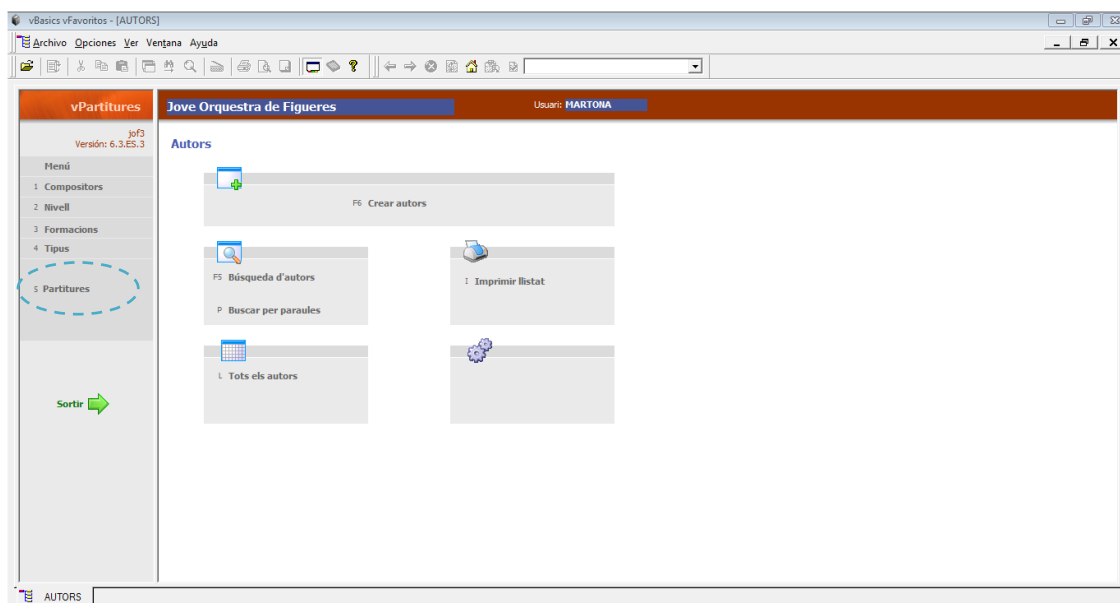 vBasics vFavoritos - [AUTORS]
Archivo Opciones Ver Ventana Ayuda
vPartitures
Jove Orquestra de Figueres
Usuari: MARTONA
jof3
Versión: 6.3.ES.3
Autors
Menú
1 Compositors
2 Nivell
3 Formacions
4 Tipus
5 Partitures
Sortir
F6 Crear autors
F5 Búsqueda d'autors
P Buscar per paraules
I Imprimir llistat
L Tots els autors
AUTORS